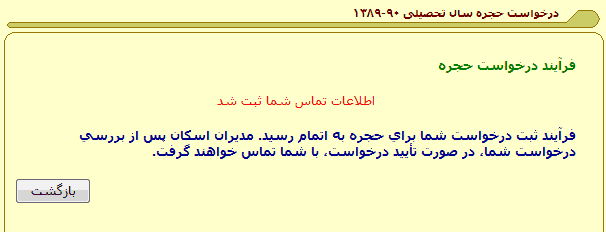 درخواست حجره سال تحصیلی ۹۰-۱۳۸۹
فرآیند درخواست حجره
اطلاعات تماس شما ثبت شد
فرآیند ثبت درخواست شما براي حجره به اتمام رسید. مدیران اسکان پس از بررسي
درخواست شما، در صورت تأیید درخواست، با شما تماس خواهند گرفت.
بازگشت